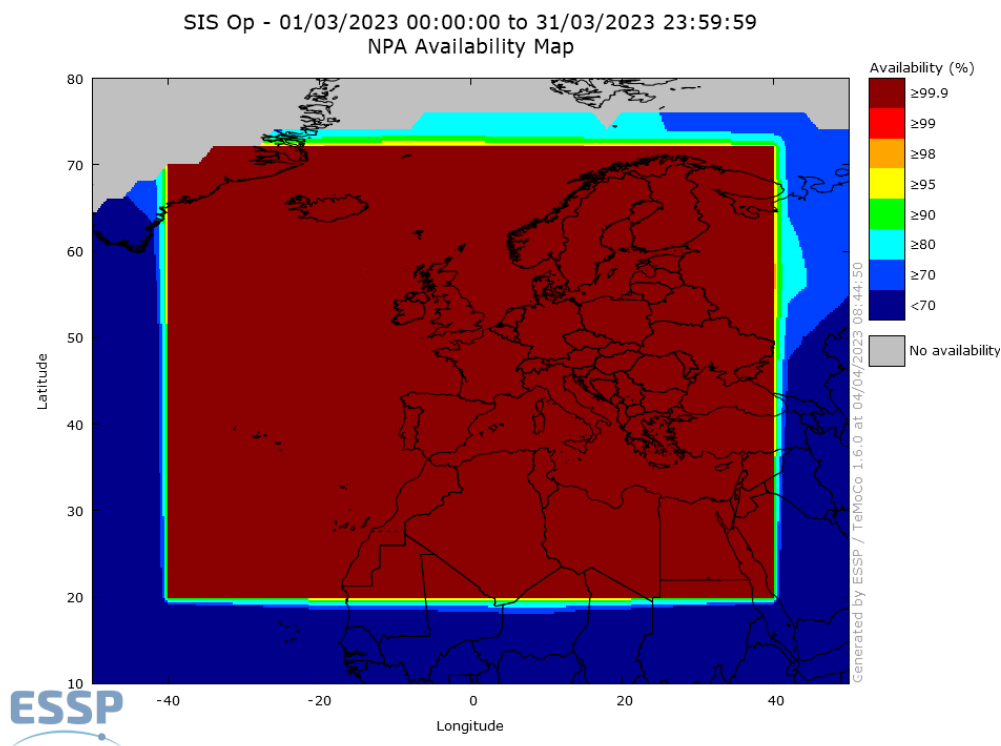 SIS Op - 01/03/2023 00:00:00 to 31/03/2023 23:59:59
NPA Availability Map
Availability (%)
≥99.9
≥99
≥98
≥95
≥90
≥80
≥70
<70
No availability
80
70
60
50
40
30
20
10
Latitude
-40
-20
0
20
40
Longitude
Generated by ESSP / TeMoCo 1.6.0 at 04/04/2023 08:44:50
ESSP